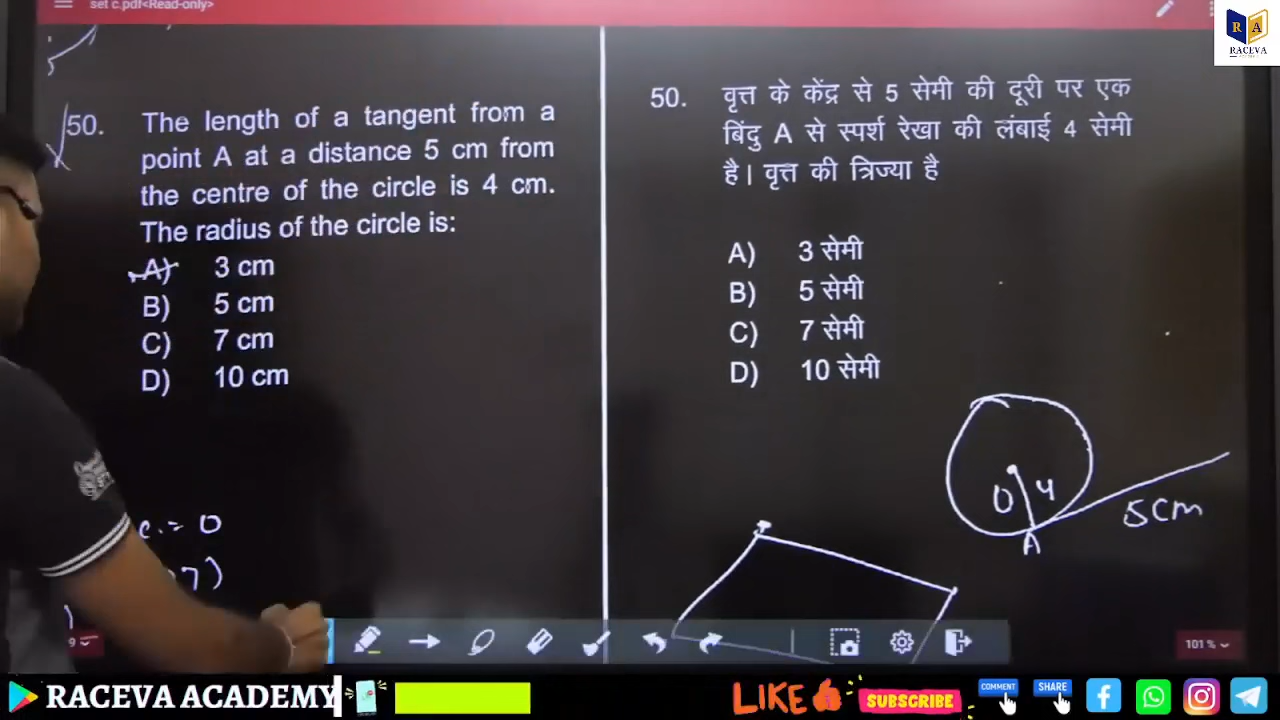 set c.pdf<Read-only>
R A
RACEVA
50.
The length of a tangent from a
point A at a distance 5 cm from
the centre of the circle is 4 cm.
The radius of the circle is:
A) 3 cm
B) 5 cm
C) 7 cm
D) 10 cm
50. वृत्त के केंद्र से 5 सेमी की दूरी पर एक
बिंदु A से स्पर्श रेखा की लंबाई 4 सेमी
है। वृत्त की त्रिज्या है
A) 3 सेमी
B) 5 सेमी
C) 7 सेमी
D) 10 सेमी
O 4
A
5cm
= 0
7)
101 %
RACEVA ACADEMY
LIKE
SUBSCRIBE
COMMENT
SHARE